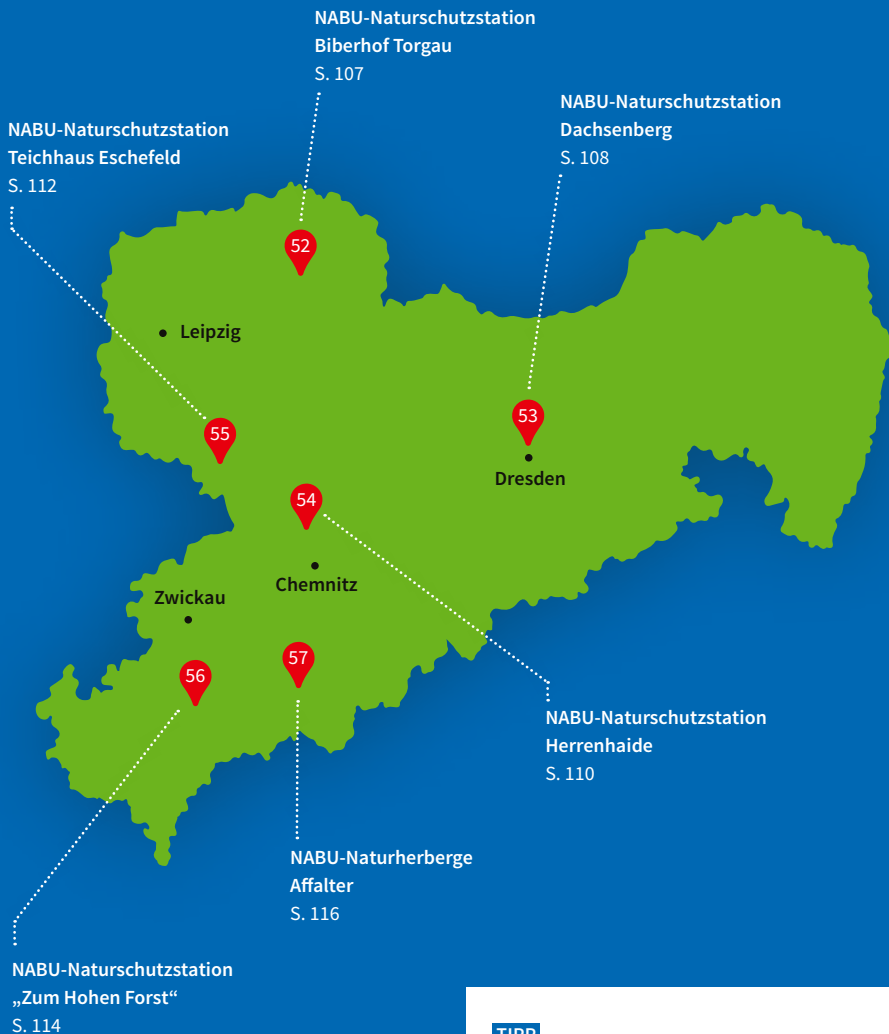 NABU-Naturschutzstation
Biberhof Torgau
S. 107
NABU-Naturschutzstation
Dachsenberg
S. 108
NABU-Naturschutzstation
Teichhaus Eschefeld
S. 112
52
Leipzig
53
55
Dresden
54
Chemnitz
Zwickau
57
56
NABU-Naturschutzstation
Herrenhaide
S. 110
NABU-Naturherberge
Affalter
S. 116
NABU-Naturschutzstation
„Zum Hohen Forst“
S. 114
TIPP